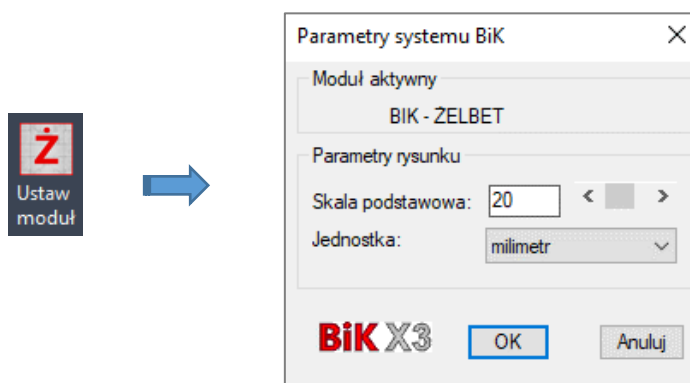 Parametry systemu BiK
Moduł aktywny
BIK - ŻELBET
Parametry rysunku
Skala podstawowa: 20
Jednostka: milimetr
BiK X3 OK Anuluj
Ż
Ustaw
moduł